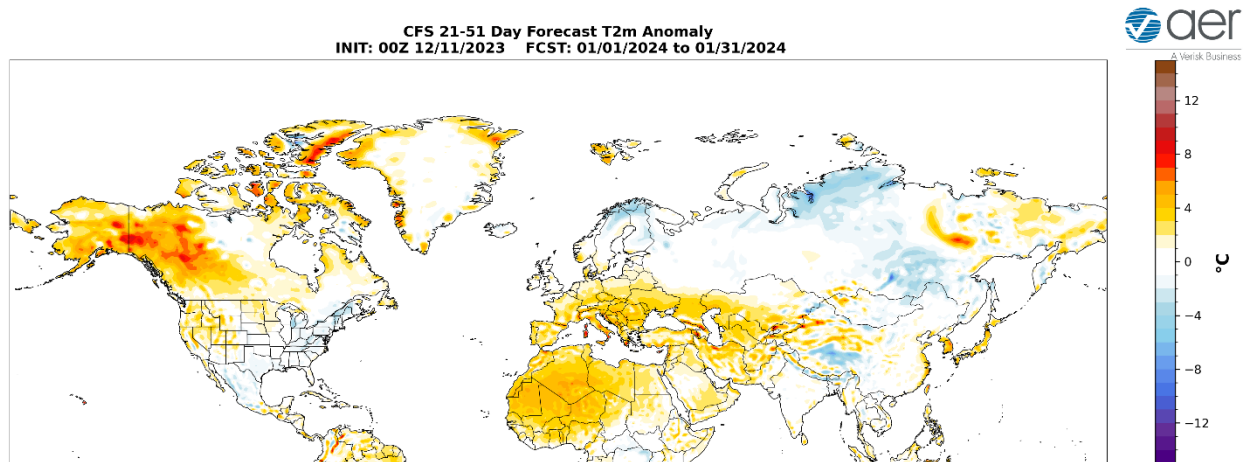 CFS 21-51 Day Forecast T2m Anomaly
INIT: 00Z 12/11/2023    FCST: 01/01/2024 to 01/31/2024
aer
A Verisk Business
12
8
4
0
−4
−8
−12
°C